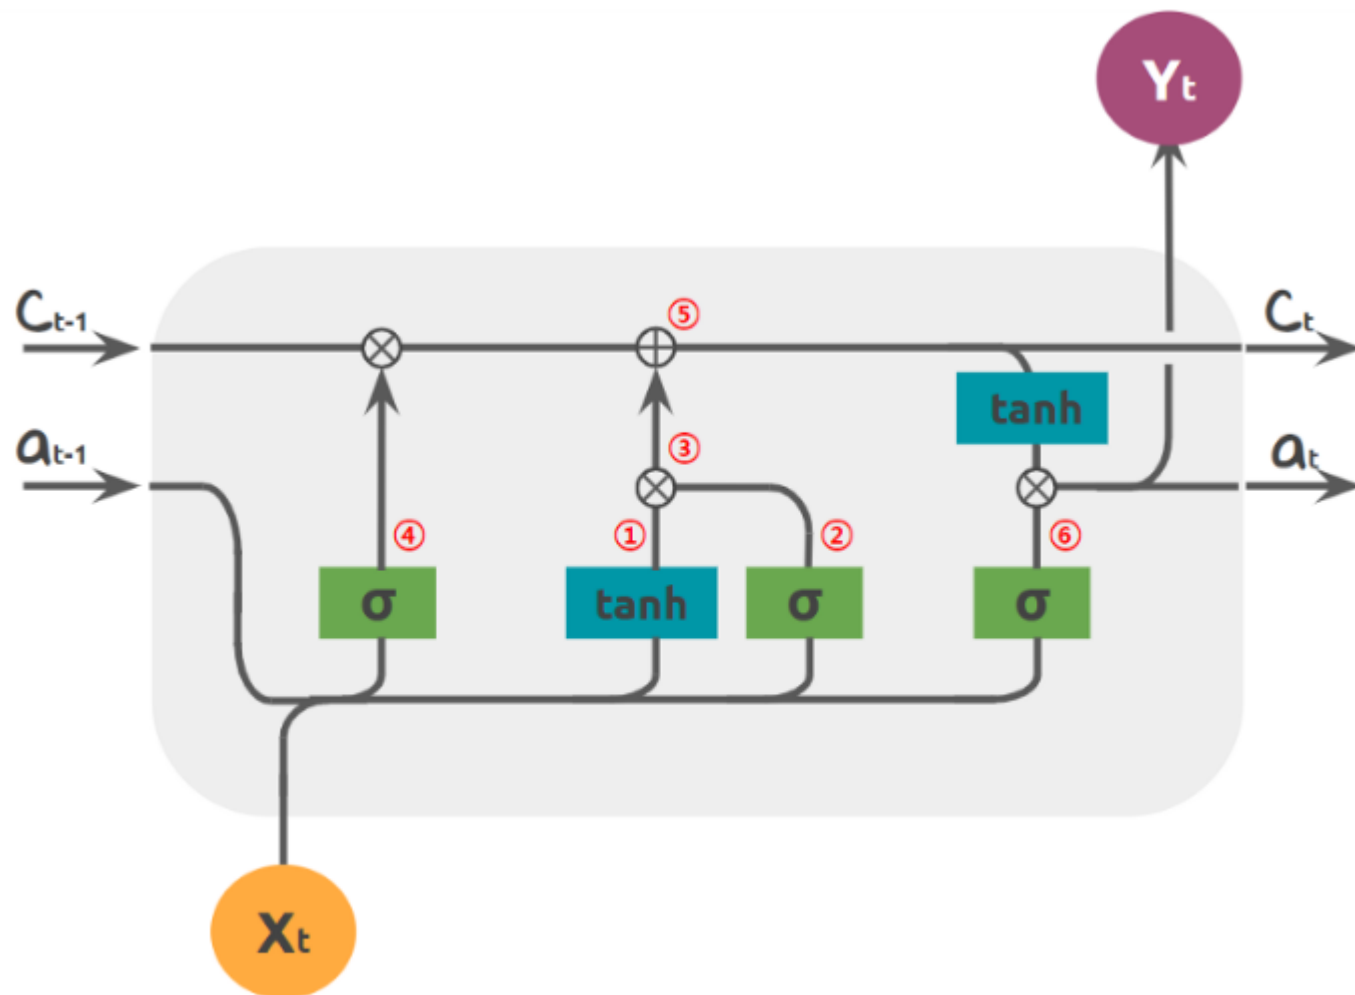 Yt
⑤
Ct-1
Ct
tanh
at-1
③
at
④
①
②
⑥
σ
tanh
σ
σ
Xt